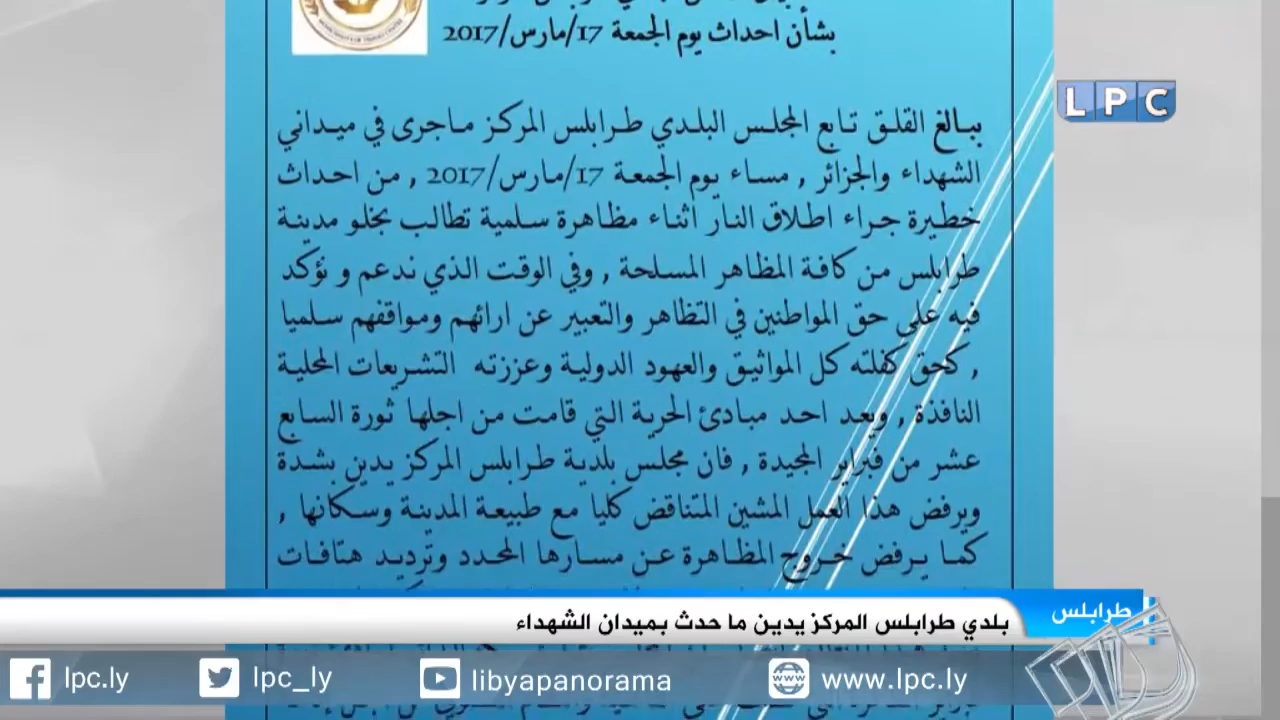 بشأن احداث يوم الجمعة 17/مارس/2017
LPC
ببالغ القلق تابع المجلس البلدي طرابلس المركز ماجرى في ميداني
الشهداء والجزائر , مساء يوم الجمعة 17/مارس/2017 , من احداث
خطيرة جراء اطلاق النار اثناء مظاهرة سلمية تطالب بخلو مدينة
طرابلس من كافة المظاهر المسلحة , وفي الوقت الذي ندعم و نؤكد
فيه على حق المواطنين في التظاهر والتعبير عن ارائهم ومواقفهم سلميا
, كحق كفلته كل المواثيق والعهود الدولية وعززته التشريعات المحلية
النافذة , ويعد احد مبادئ الحرية التي قامت من اجلها ثورة السابع
عشر من فبراير المجيدة , فان مجلس بلدية طرابلس المركز يدين بشدة
ويرفض هذا العمل المشين المتناقض كليا مع طبيعة المدينة وسكانها ,
كما يرفض خروج المظاهرة عن مسارها المحدد وترديد هتافات
طرابلس
بلدي طرابلس المركز يدين ما حدث بميدان الشهداء
lpc.ly
lpc_ly
libyapanorama
www.lpc.ly